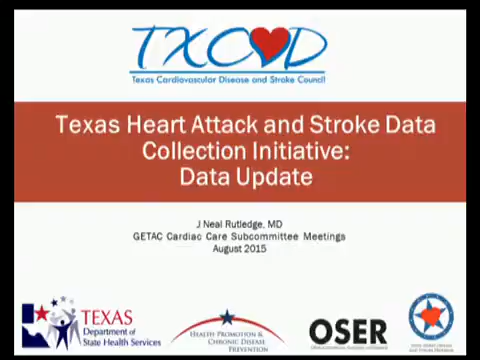 TXCVD
Texas Cardiovascular Disease and Stroke Council
Texas Heart Attack and Stroke Data
Collection Initiative:
Data Update
J Neal Rutledge, MD
GETAC Cardiac Care Subcommittee Meetings
August 2015
TEXAS
Department of
State Health Services
HEALTH PROMOTION &
CHRONIC DISEASE
PREVENTION
OSER